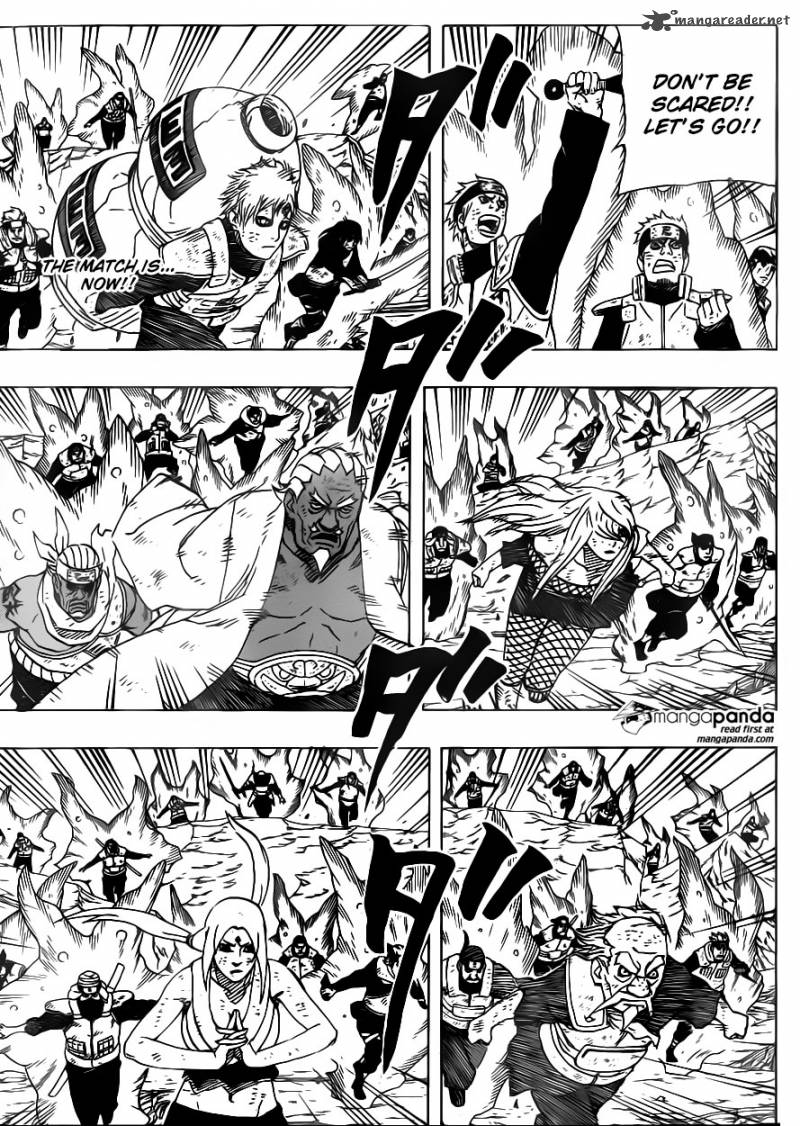 mangareader.net
DON'T BE
SCARED!!
LET'S GO!!
THE MATCH IS...
NOW!!
ダダダダ
mangapanda
read first at
mangapanda.com